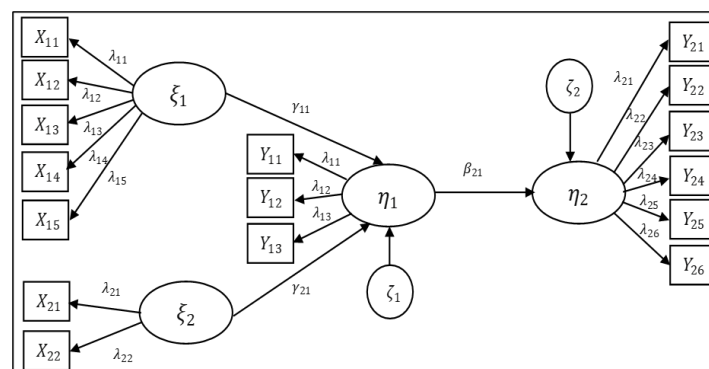 X₁₁
X₁₂
X₁₃
X₁₄
X₁₅
λ₁₁
λ₁₂
λ₁₃
λ₁₄
λ₁₅
ξ₁
γ₁₁
X₂₁
X₂₂
λ₂₁
λ₂₂
ξ₂
γ₂₁
Y₁₁
Y₁₂
Y₁₃
λ₁₁
λ₁₂
λ₁₃
η₁
ζ₁
β₂₁
ζ₂
η₂
λ₂₁
λ₂₂
λ₂₃
λ₂₄
λ₂₅
λ₂₆
Y₂₁
Y₂₂
Y₂₃
Y₂₄
Y₂₅
Y₂₆